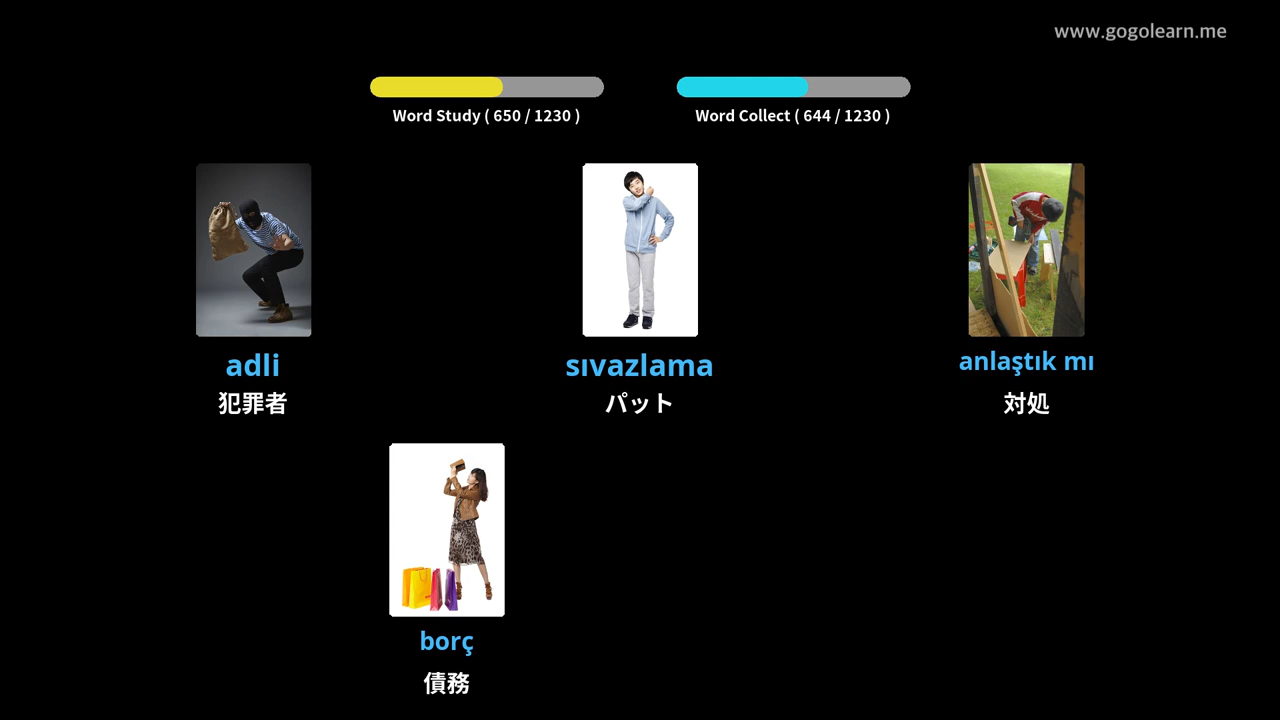 www.gogolearn.me
Word Study ( 650 / 1230 )
Word Collect ( 644 / 1230 )
adli
犯罪者
sıvazlama
パット
anlaştık mı
対処
borç
債務